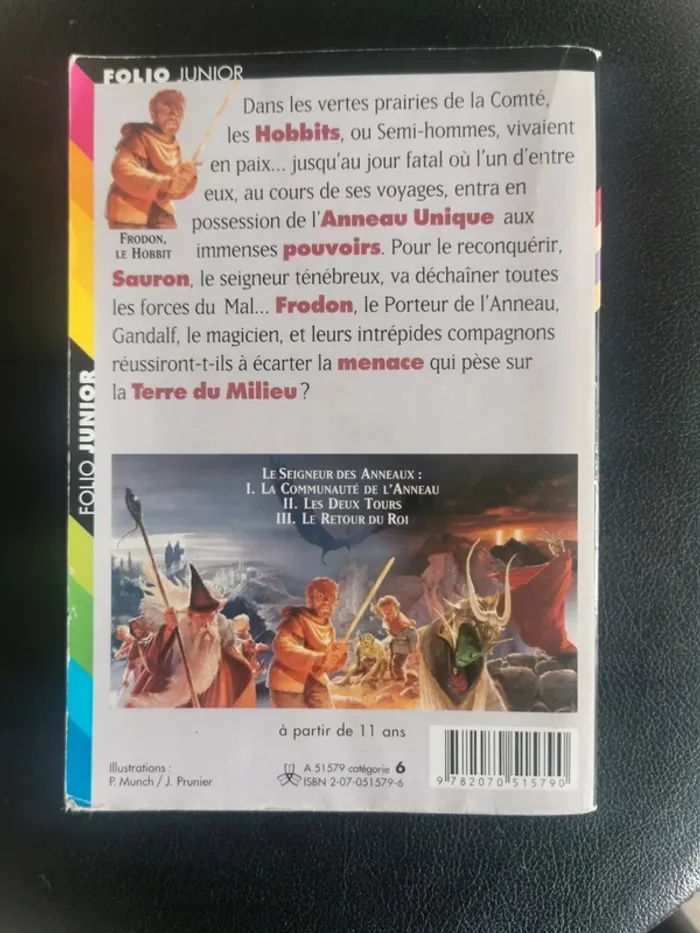 FOLIO JUNIOR
Dans les vertes prairies de la Comté,
les Hobbits, ou Semi-hommes, vivaient
en paix... jusqu'au jour fatal où l'un d'entre
eux, au cours de ses voyages, entra en
possession de l'Anneau Unique aux
immenses pouvoirs. Pour le reconquérir,
Sauron, le seigneur ténébreux, va déchaîner toutes
les forces du Mal... Frodon, le Porteur de l'Anneau,
Gandalf, le magicien, et leurs intrépides compagnons
réussiront-t-ils à écarter la menace qui pèse sur
la Terre du Milieu ?
FRODON,
LE HOBBIT
FOLIO JUNIOR
LE SEIGNEUR DES ANNEAUX :
I. LA COMMUNAUTÉ DE L'ANNEAU
II. LES DEUX TOURS
III. LE RETOUR DU ROI
à partir de 11 ans
Illustrations :
P. Munch / J. Prunier
A 51579 catégorie 6
ISBN 2-07-051579-6
9 782070 515790